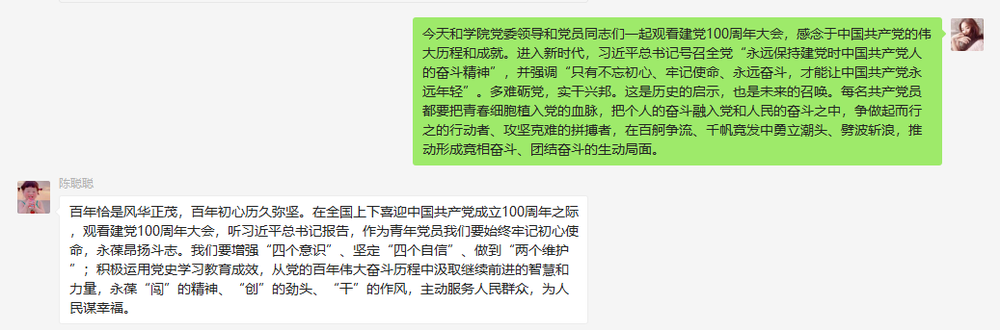 今天和学院党委领导和党员同志们一起观看建党100周年大会，感念于中国共产党的伟
大历程和成就。进入新时代，习近平总书记号召全党“永远保持建党时中国共产党人
的奋斗精神”，并强调“只有不忘初心、牢记使命、永远奋斗，才能让中国共产党永
远年轻”。多难砺党，实干兴邦。这是历史的启示，也是未来的召唤。每名共产党员
都要把青春细胞植入党的血脉，把个人的奋斗融入党和人民的奋斗之中，争做起而行
之的行动者、攻坚克难的拼搏者，在百舸争流、千帆竞发中勇立潮头、劈波斩浪，推
动形成竞相奋斗、团结奋斗的生动局面。
陈聪聪
百年恰是风华正茂，百年初心历久弥坚。在全国上下喜迎中国共产党成立100周年之际
，观看建党100周年大会，听习近平总书记报告，作为青年党员我们要始终牢记初心使
命，永葆昂扬斗志。我们要增强“四个意识”、坚定“四个自信”、做到“两个维护
”；积极运用党史学习教育成效，从党的百年伟大奋斗历程中汲取继续前进的智慧和
力量，永葆“闯”的精神、“创”的劲头、“干”的作风，主动服务人民群众，为人
民谋幸福。